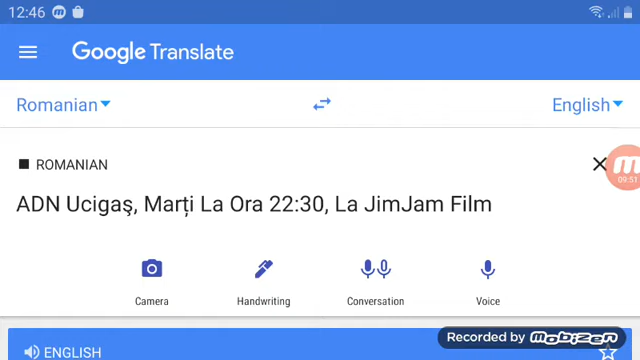 12:46
Google Translate
Romanian English
ROMANIAN
09:51
ADN Ucigaş, Marți La Ora 22:30, La JimJam Film
Camera Handwriting Conversation Voice
Recorded by mobizen
ENGLISH